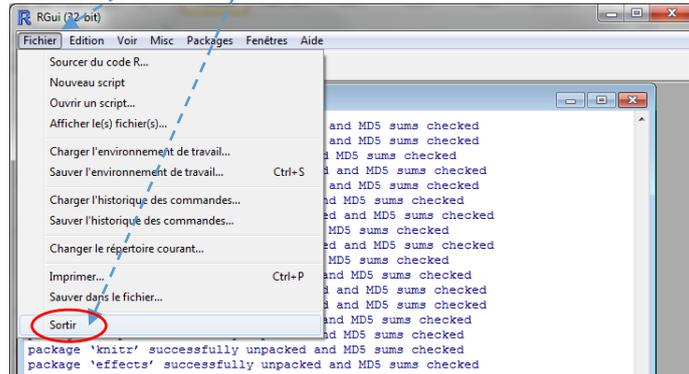 RGui (32-bit)
Fichier Edition Voir Misc Packages Fenêtres Aide
Sourcer du code R...
Nouveau script
Ouvrir un script...
Afficher le(s) fichier(s)...
Charger l'environnement de travail...
Sauver l'environnement de travail... Ctrl+S
Charger l'historique des commandes...
Sauver l'historique des commandes...
Changer le répertoire courant...
Imprimer... Ctrl+P
Sauver dans le fichier...
Sortir
and MD5 sums checked
and MD5 sums checked
MD5 sums checked
and MD5 sums checked
and MD5 sums checked
MD5 sums checked
and MD5 sums checked
MD5 sums checked
and MD5 sums checked
MD5 sums checked
and MD5 sums checked
and MD5 sums checked
and MD5 sums checked
and MD5 sums checked
and MD5 sums checked
package 'knitr' successfully unpacked and MD5 sums checked
package 'effects' successfully unpacked and MD5 sums checked